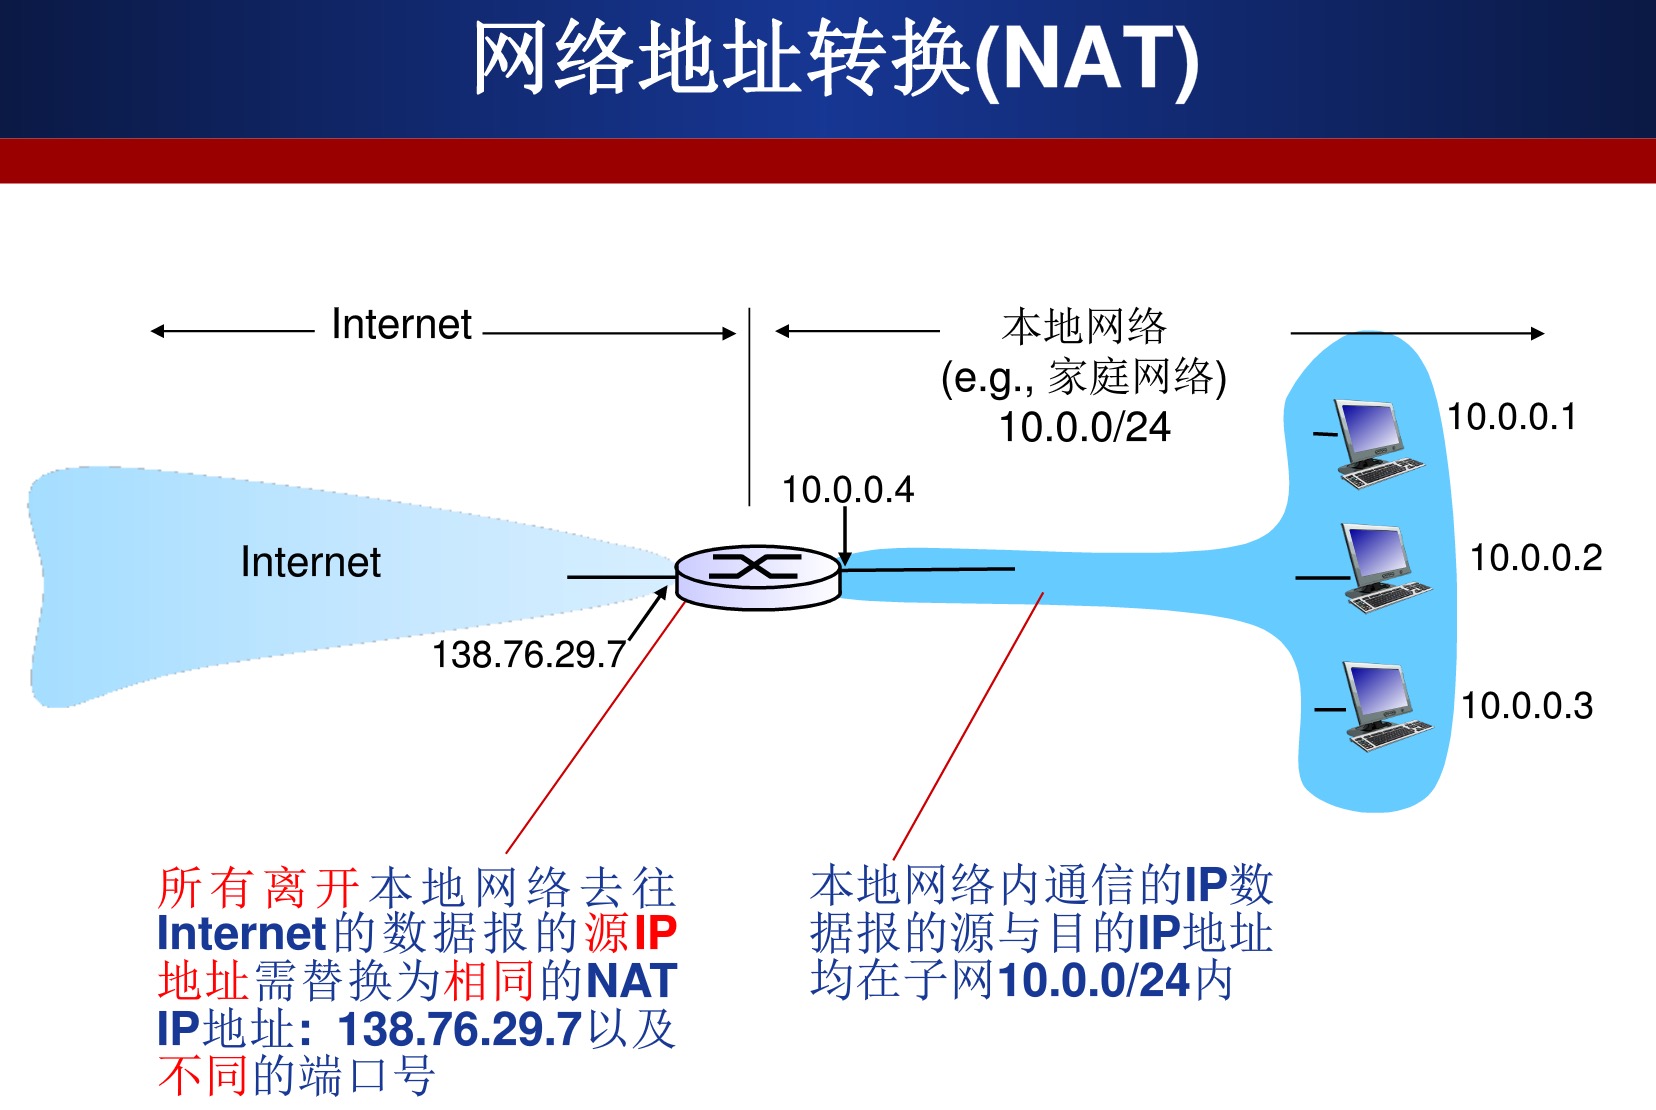 网络地址转换(NAT)
Internet
本地网络
(e.g., 家庭网络)
10.0.0/24
10.0.0.1
10.0.0.4
Internet
10.0.0.2
138.76.29.7
10.0.0.3
所有离开本地网络去往
Internet的数据报的源IP
地址需替换为相同的NAT
IP地址: 138.76.29.7以及
不同的端口号
本地网络内通信的IP数
据报的源与目的IP地址
均在子网10.0.0/24内